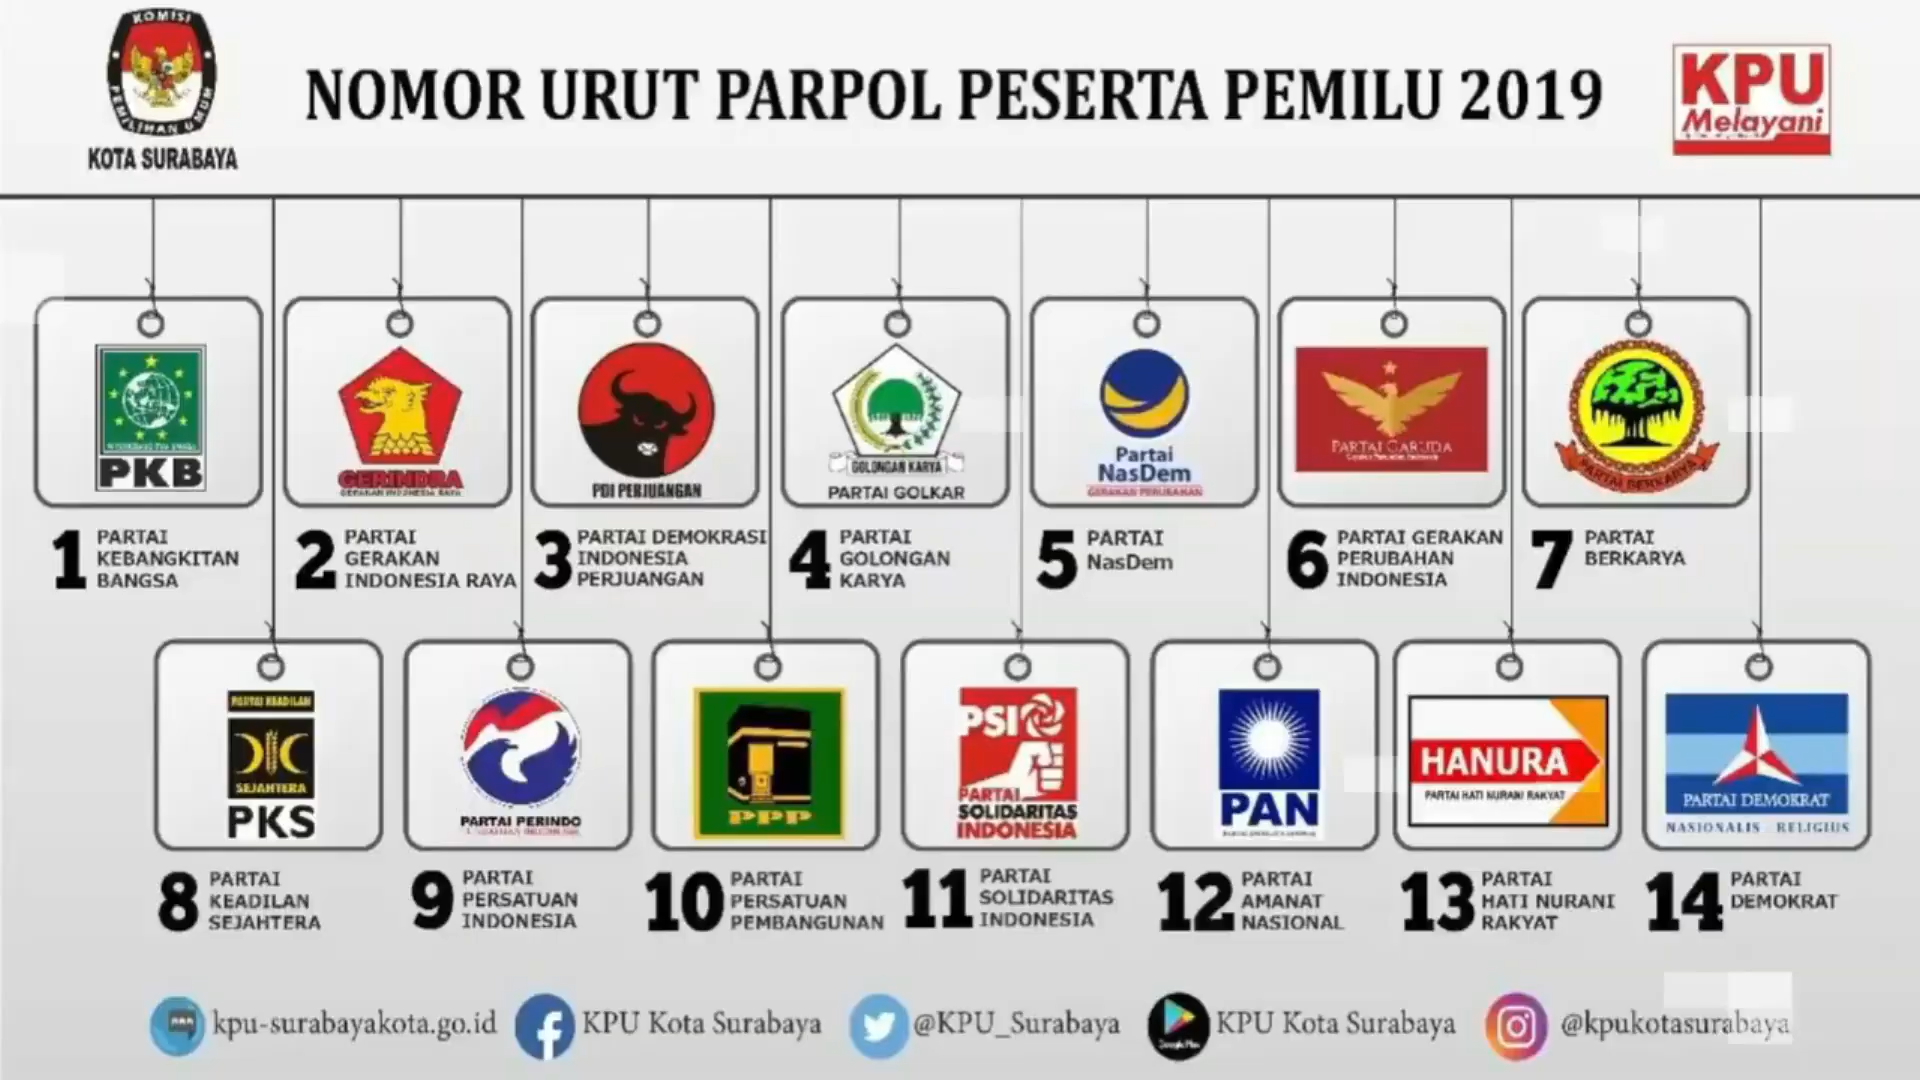 KOMISI
PEMILIHAN UMUM
KOTA SURABAYA
NOMOR URUT PARPOL PESERTA PEMILU 2019
KPU
Melayani
PKB
GERINDRA
GERAKAN INDONESIA RAYA
PDI PERJUANGAN
GOLONGAN KARYA
PARTAI GOLKAR
Partai
NasDem
GERAKAN PERUBAHAN
PARTAI GARUDA
PARTAI BERKARYA
1 PARTAI
KEBANGKITAN
BANGSA
2 PARTAI
GERAKAN
INDONESIA RAYA
3 PARTAI DEMOKRASI
INDONESIA
PERJUANGAN
4 PARTAI
GOLONGAN
KARYA
5 PARTAI
NasDem
6 PARTAI GERAKAN
PERUBAHAN
INDONESIA
7 PARTAI
BERKARYA
PARTAI KEADILAN
SEJAHTERA
PKS
PARTAI PERINDO
PPP
PSI
PARTAI
SOLIDARITAS
INDONESIA
PAN
HANURA
PARTAI HATI NURANI RAKYAT
PARTAI DEMOKRAT
NASIONALIS RELIGIUS
8 PARTAI
KEADILAN
SEJAHTERA
9 PARTAI
PERSATUAN
INDONESIA
10 PARTAI
PERSATUAN
PEMBANGUNAN
11 PARTAI
SOLIDARITAS
INDONESIA
12 PARTAI
AMANAT
NASIONAL
13 PARTAI
HATI NURANI
RAKYAT
14 PARTAI
DEMOKRAT
kpu-surabayakota.go.id
KPU Kota Surabaya
@KPU_Surabaya
Google Play
KPU Kota Surabaya
@kpukotasurabaya